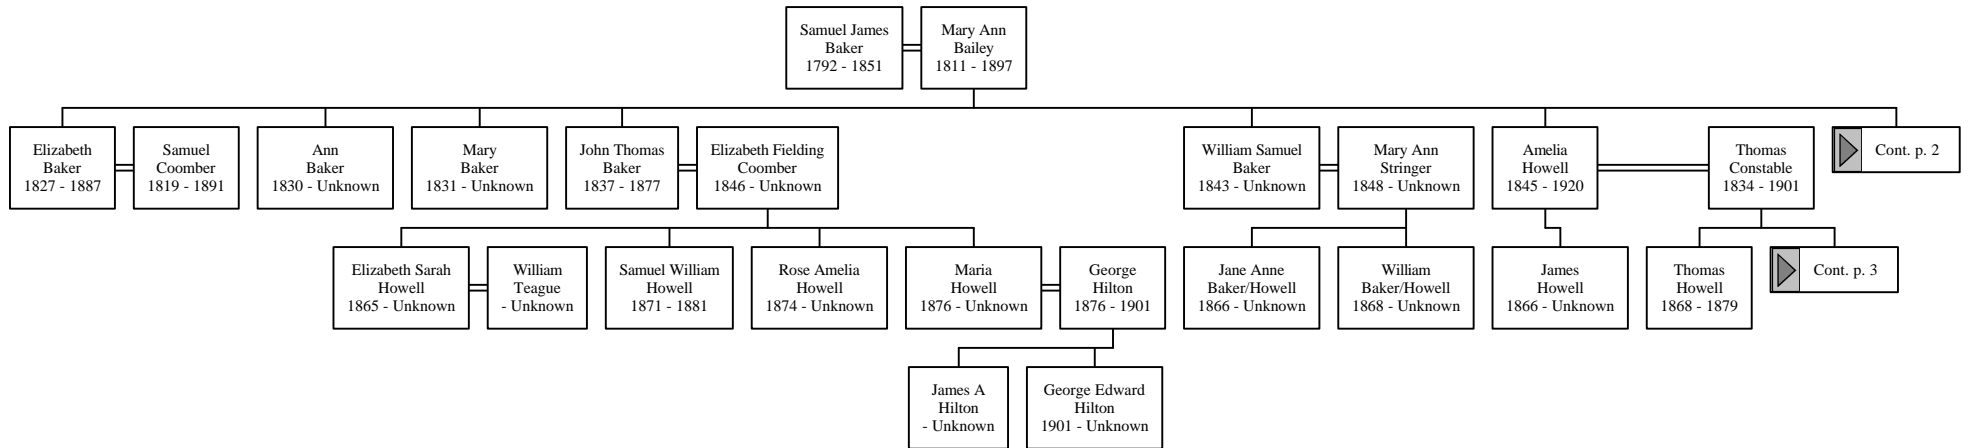 Samuel James
Baker
1792 - 1851
Mary Ann
Bailey
1811 - 1897
Elizabeth
Baker
1827 - 1887
Samuel
Coomber
1819 - 1891
Ann
Baker
1830 - Unknown
Mary
Baker
1831 - Unknown
John Thomas
Baker
1837 - 1877
Elizabeth Fielding
Coomber
1846 - Unknown
William Samuel
Baker
1843 - Unknown
Mary Ann
Stringer
1848 - Unknown
Amelia
Howell
1845 - 1920
Thomas
Constable
1834 - 1901
Cont. p. 2
Elizabeth Sarah
Howell
1865 - Unknown
William
Teague
- Unknown
Samuel William
Howell
1871 - 1881
Rose Amelia
Howell
1874 - Unknown
Maria
Howell
1876 - Unknown
George
Hilton
1876 - 1901
Jane Anne
Baker/Howell
1866 - Unknown
William
Baker/Howell
1868 - Unknown
James
Howell
1866 - Unknown
Thomas
Howell
1868 - 1879
Cont. p. 3
James A
Hilton
- Unknown
George Edward
Hilton
1901 - Unknown